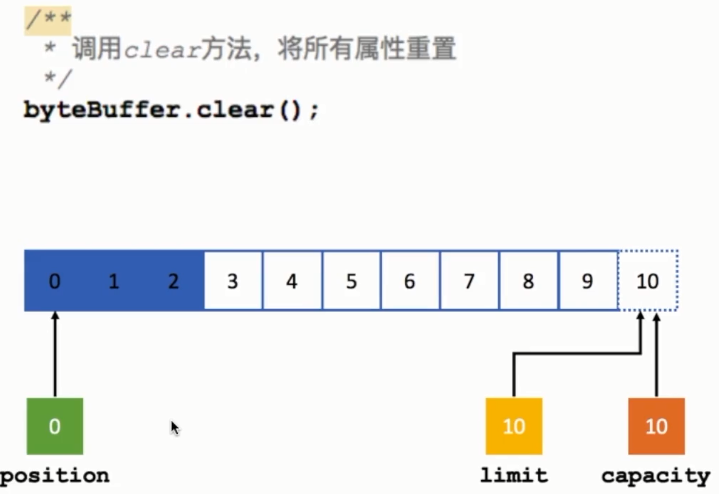 /**
* 调用clear方法，将所有属性重置
*/
byteBuffer.clear();
0 1 2 3 4 5 6 7 8 9 10
0 10 10
position limit capacity